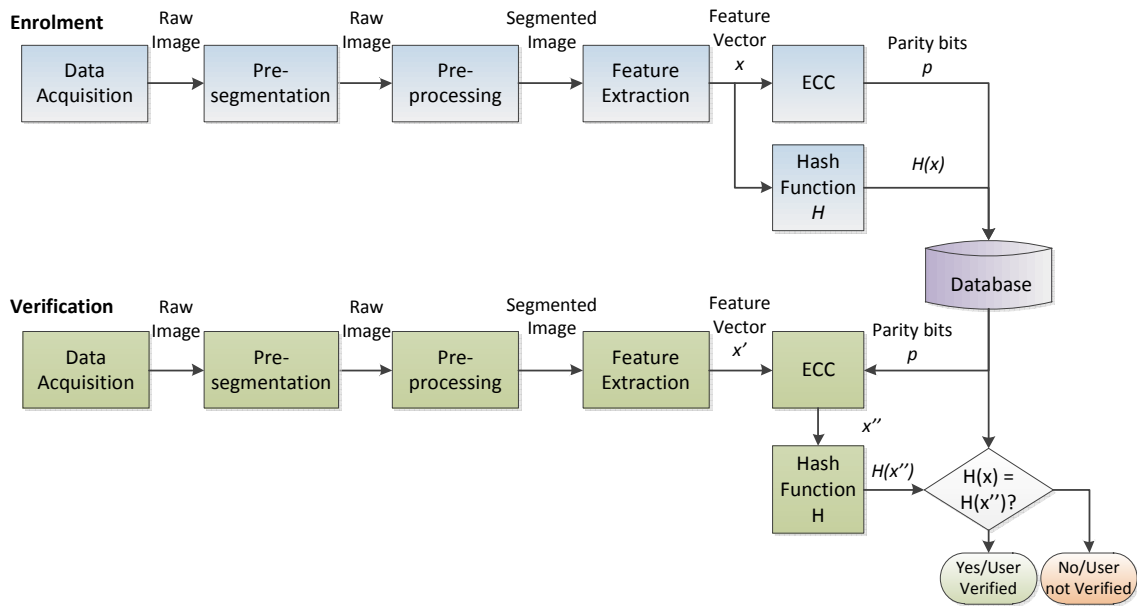 Enrolment
Raw
Image
Raw
Image
Segmented
Image
Feature
Vector
x
Parity bits
p
Data
Acquisition
Pre-
segmentation
Pre-
processing
Feature
Extraction
ECC
Hash
Function
H
H(x)
Database
Verification
Raw
Image
Raw
Image
Segmented
Image
Feature
Vector
x'
Parity bits
p
Data
Acquisition
Pre-
segmentation
Pre-
processing
Feature
Extraction
ECC
x''
Hash
Function
H
H(x'')
H(x) =
H(x'')?
Yes/User
Verified
No/User
not Verified